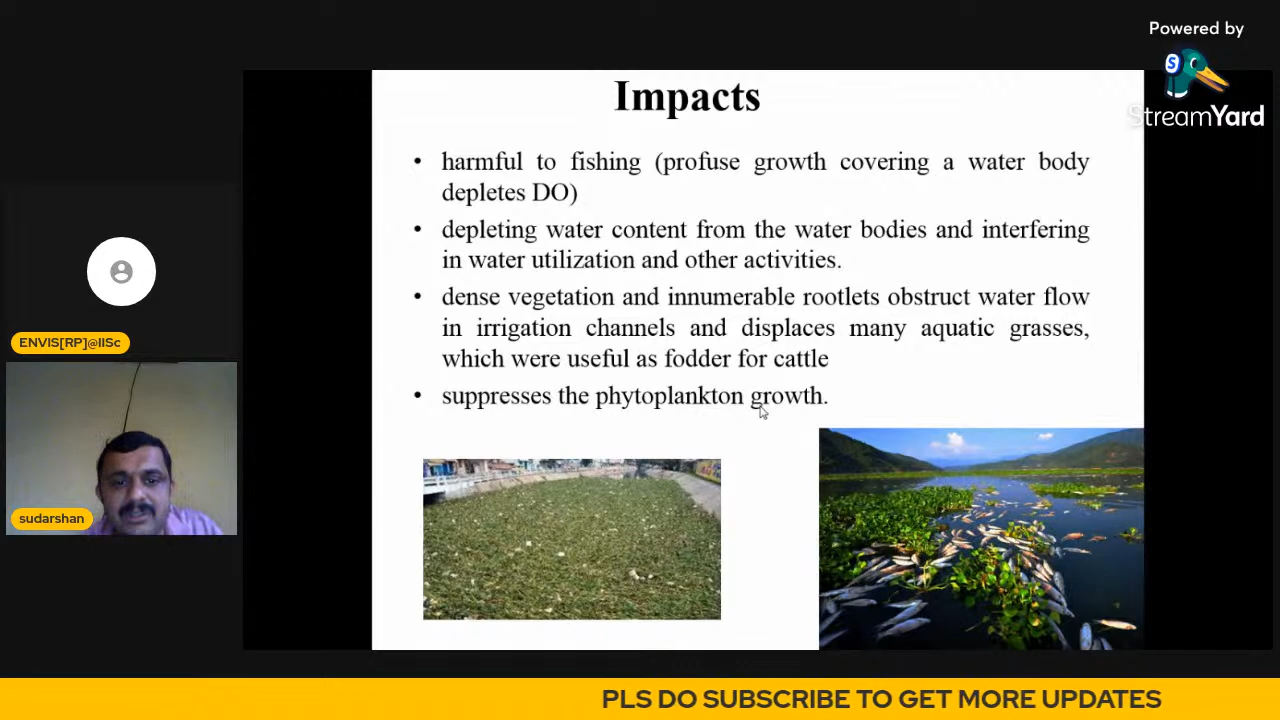 Powered by
StreamYard
Impacts
• harmful to fishing (profuse growth covering a water body
depletes DO)
• depleting water content from the water bodies and interfering
in water utilization and other activities.
• dense vegetation and innumerable rootlets obstruct water flow
in irrigation channels and displaces many aquatic grasses,
which were useful as fodder for cattle
• suppresses the phytoplankton growth.
ENVIS[RP]@IISc
sudarshan
PLS DO SUBSCRIBE TO GET MORE UPDATES